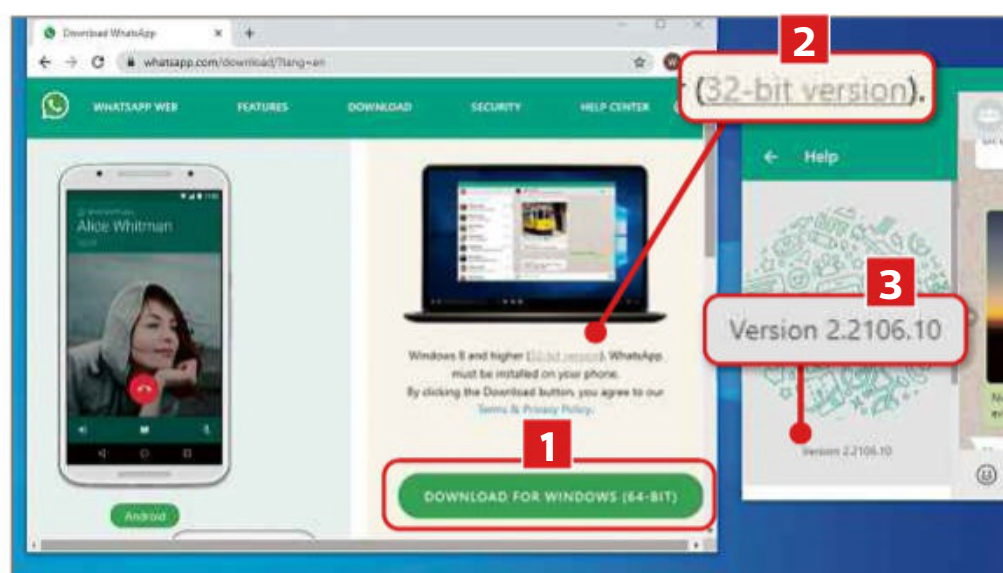 Download WhatsApp
whatsapp.com/download/?lang=en
WHATSAPP WEB FEATURES DOWNLOAD SECURITY HELP CENTER
2
(32-bit version).
Help
Alice Whitman
3
Version 2.2106.10
Windows 8 and higher (32-bit version). WhatsApp
must be installed on your phone.
By clicking the Download button, you agree to our
Terms & Privacy Policy.
Version 2.2106.10
1
DOWNLOAD FOR WINDOWS (64-BIT)
Android